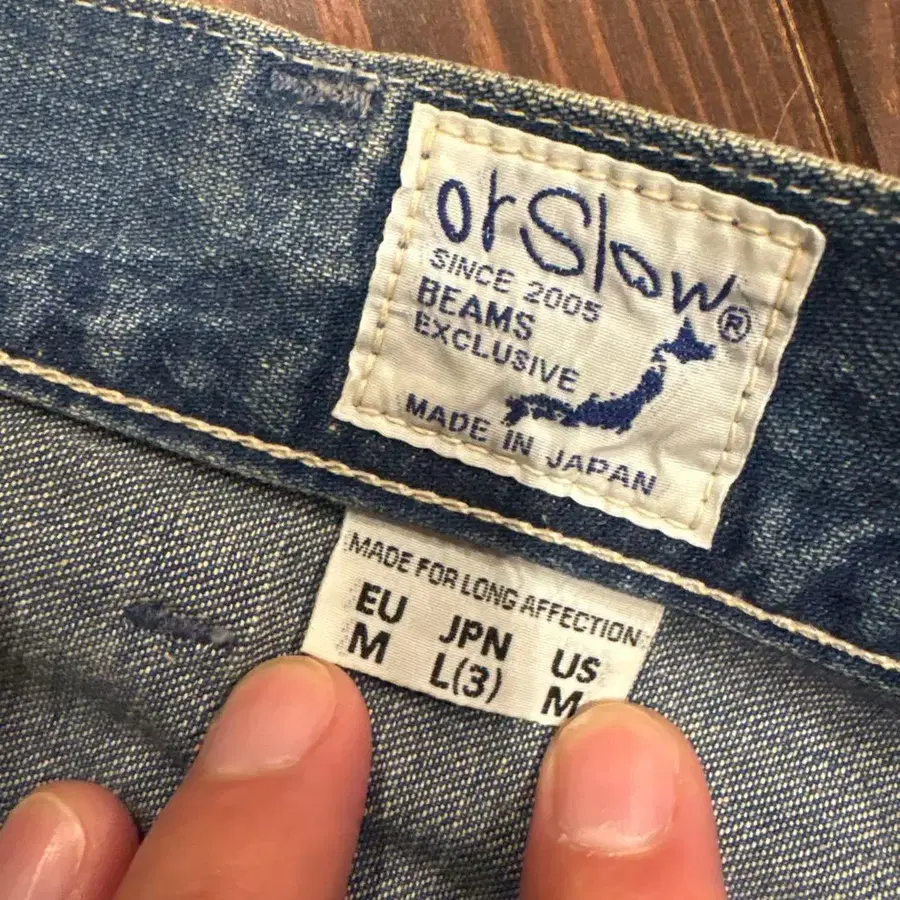 orSlow®
SINCE 2005
BEAMS
EXCLUSIVE
MADE IN JAPAN
MADE FOR LONG AFFECTION
EU JPN US
M L(3) M